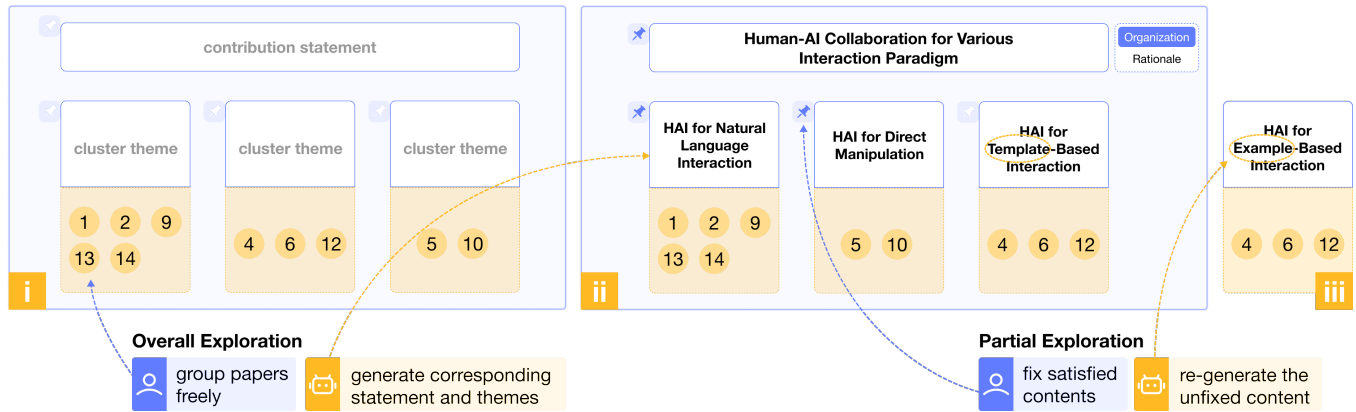 contribution statement
cluster theme
cluster theme
cluster theme
1 2 9
13 14
4 6 12
5 10
i
Human-AI Collaboration for Various
Interaction Paradigm
Organization
Rationale
HAI for Natural
Language
Interaction
HAI for Direct
Manipulation
HAI for
Template-Based
Interaction
1 2 9
13 14
5 10
4 6 12
ii
HAI for
Example-Based
Interaction
4 6 12
iii
Overall Exploration
group papers
freely
generate corresponding
statement and themes
Partial Exploration
fix satisfied
contents
re-generate the
unfixed content